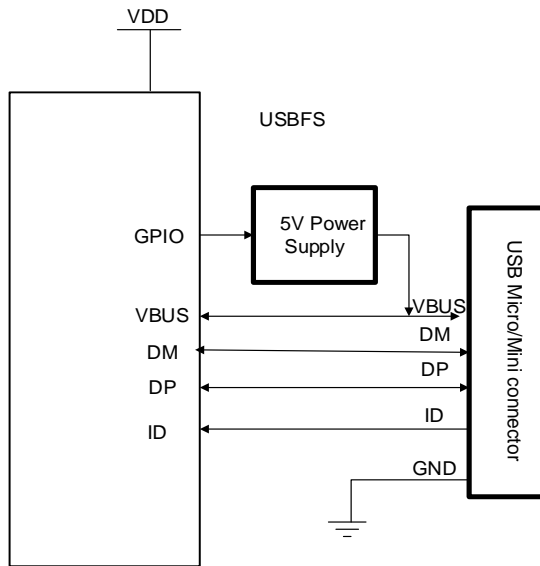 VDD
USBFS
5V Power
Supply
GPIO
VBUS
VBUS
DM
DM
DP
DP
ID
ID
GND
USB Micro/Mini connector